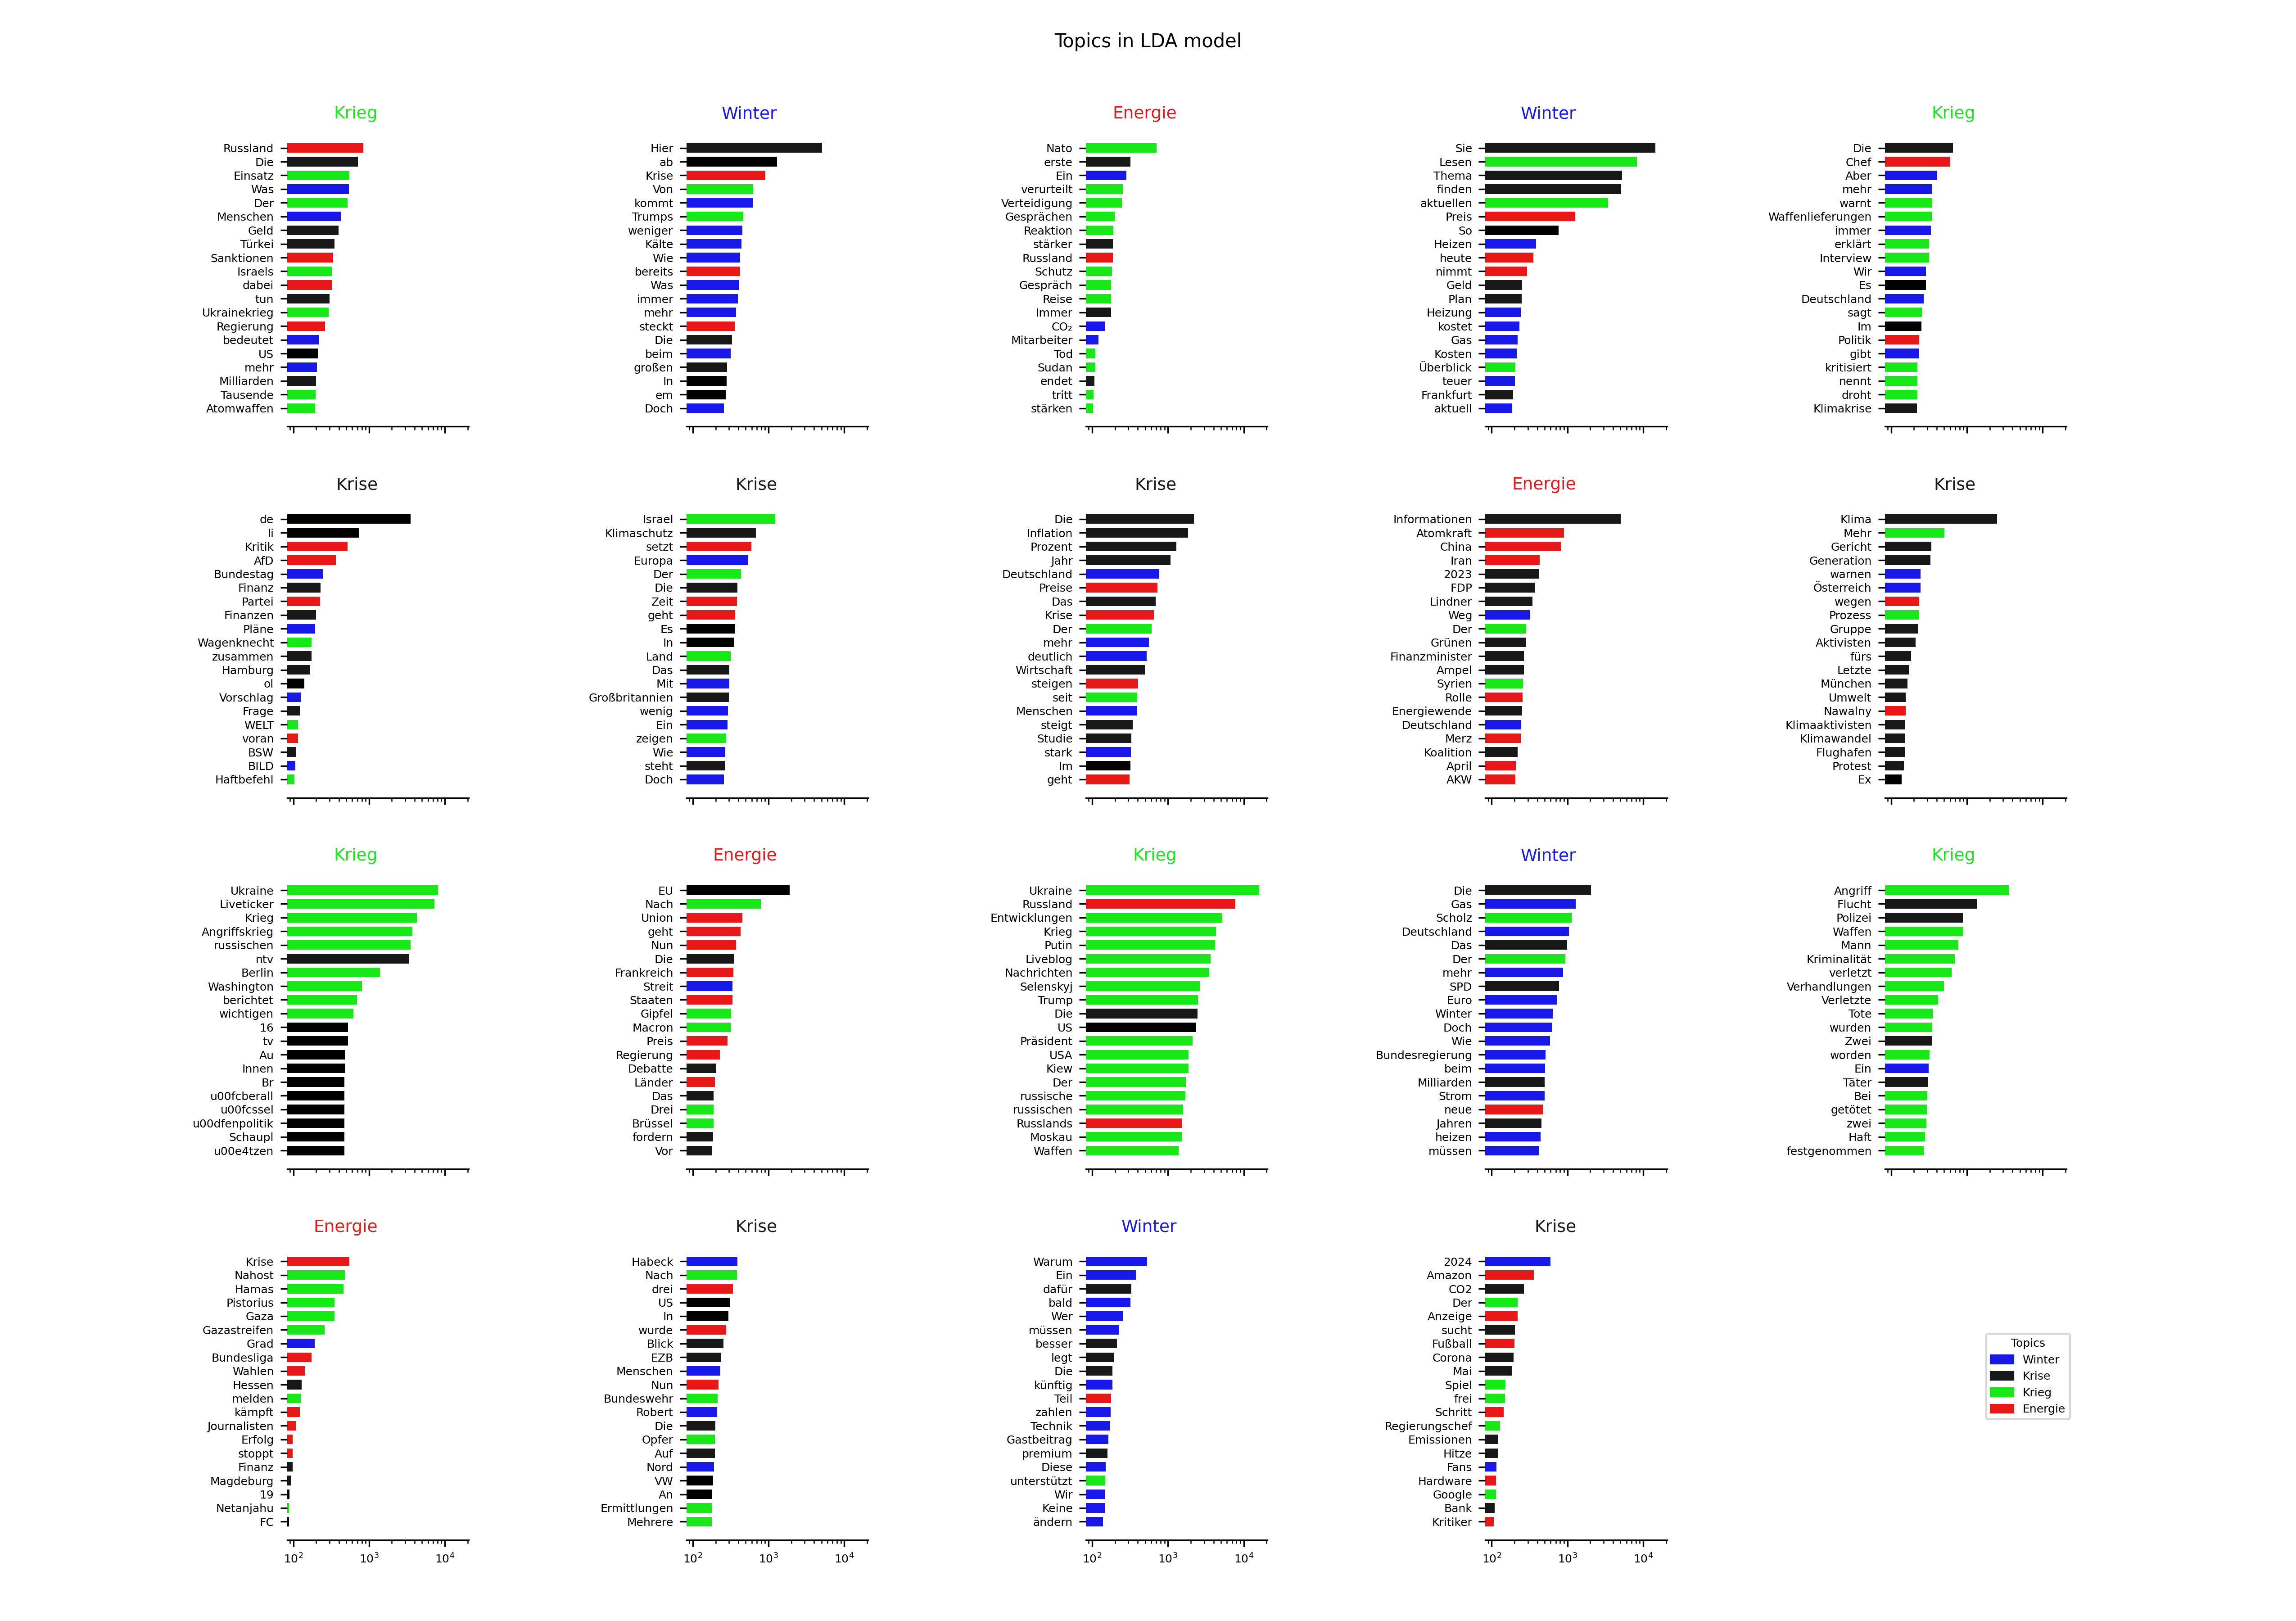 Topics in LDA model
Krieg
Russland
Die
Einsatz
Was
Der
Menschen
Geld
Türkei
Sanktionen
Israels
dabei
tun
Ukrainekrieg
Regierung
bedeutet
US
mehr
Milliarden
Tausende
Atomwaffen
Winter
Hier
ab
Krise
Von
kommt
Trumps
weniger
Kälte
Wie
bereits
Was
immer
mehr
steckt
Die
beim
großen
In
em
Doch
Energie
Nato
erste
Ein
verurteilt
Verteidigung
Gesprächen
Reaktion
stärker
Russland
Schutz
Gespräch
Reise
Immer
CO₂
Mitarbeiter
Tod
Sudan
endet
tritt
stärken
Winter
Sie
Lesen
Thema
finden
aktuellen
Preis
So
Heizen
heute
nimmt
Geld
Plan
Heizung
kostet
Gas
Kosten
Überblick
teuer
Frankfurt
aktuell
Krieg
Die
Chef
Aber
mehr
warnt
Waffenlieferungen
immer
erklärt
Interview
Wir
Es
Deutschland
sagt
Im
Politik
gibt
kritisiert
nennt
droht
Klimakrise
Krise
de
li
Kritik
AfD
Bundestag
Finanz
Partei
Finanzen
Pläne
Wagenknecht
zusammen
Hamburg
ol
Vorschlag
Frage
WELT
voran
BSW
BILD
Haftbefehl
Krise
Israel
Klimaschutz
setzt
Europa
Der
Die
Zeit
geht
Es
In
Land
Das
Mit
Großbritannien
wenig
Ein
zeigen
Wie
steht
Doch
Krise
Die
Inflation
Prozent
Jahr
Deutschland
Preise
Das
Krise
Der
mehr
deutlich
Wirtschaft
steigen
seit
Menschen
steigt
Studie
stark
Im
geht
Energie
Informationen
Atomkraft
China
Iran
2023
FDP
Lindner
Weg
Der
Grünen
Finanzminister
Ampel
Syrien
Rolle
Energiewende
Deutschland
Merz
Koalition
April
AKW
Krise
Klima
Mehr
Gericht
Generation
warnen
Österreich
wegen
Prozess
Gruppe
Aktivisten
fürs
Letzte
München
Umwelt
Nawalny
Klimaaktivisten
Klimawandel
Flughafen
Protest
Ex
Krieg
Ukraine
Liveticker
Krieg
Angriffskrieg
russischen
ntv
Berlin
Washington
berichtet
wichtigen
16
tv
Au
Innen
Br
u00fcberall
u00fcssel
u00dfenpolitik
Schaupl
u00e4tzen
Energie
EU
Nach
Union
geht
Nun
Die
Frankreich
Streit
Staaten
Gipfel
Macron
Preis
Regierung
Debatte
Länder
Das
Drei
Brüssel
fordern
Vor
Krieg
Ukraine
Russland
Entwicklungen
Krieg
Putin
Liveblog
Nachrichten
Selenskyj
Trump
Die
US
Präsident
USA
Kiew
Der
russische
russischen
Russlands
Moskau
Waffen
Winter
Die
Gas
Scholz
Deutschland
Das
Der
mehr
SPD
Euro
Winter
Doch
Wie
Bundesregierung
beim
Milliarden
Strom
neue
Jahren
heizen
müssen
Krieg
Angriff
Flucht
Polizei
Waffen
Mann
Kriminalität
verletzt
Verhandlungen
Verletzte
Tote
wurden
Zwei
worden
Ein
Täter
Bei
getötet
zwei
Haft
festgenommen
Energie
Krise
Nahost
Hamas
Pistorius
Gaza
Gazastreifen
Grad
Bundesliga
Wahlen
Hessen
melden
kämpft
Journalisten
Erfolg
stoppt
Finanz
Magdeburg
19
Netanjahu
FC
10² 10³ 10⁴
Krise
Habeck
Nach
drei
US
In
wurde
Blick
EZB
Menschen
Nun
Bundeswehr
Robert
Die
Opfer
Auf
Nord
VW
An
Ermittlungen
Mehrere
10² 10³ 10⁴
Winter
Warum
Ein
dafür
bald
Wer
müssen
besser
legt
Die
künftig
Teil
zahlen
Technik
Gastbeitrag
premium
Diese
unterstützt
Wir
Keine
ändern
10² 10³ 10⁴
Krise
2024
Amazon
CO2
Der
Anzeige
sucht
Fußball
Corona
Mai
Spiel
frei
Schritt
Regierungschef
Emissionen
Hitze
Fans
Hardware
Google
Bank
Kritiker
10² 10³ 10⁴
Topics
Winter
Krise
Krieg
Energie